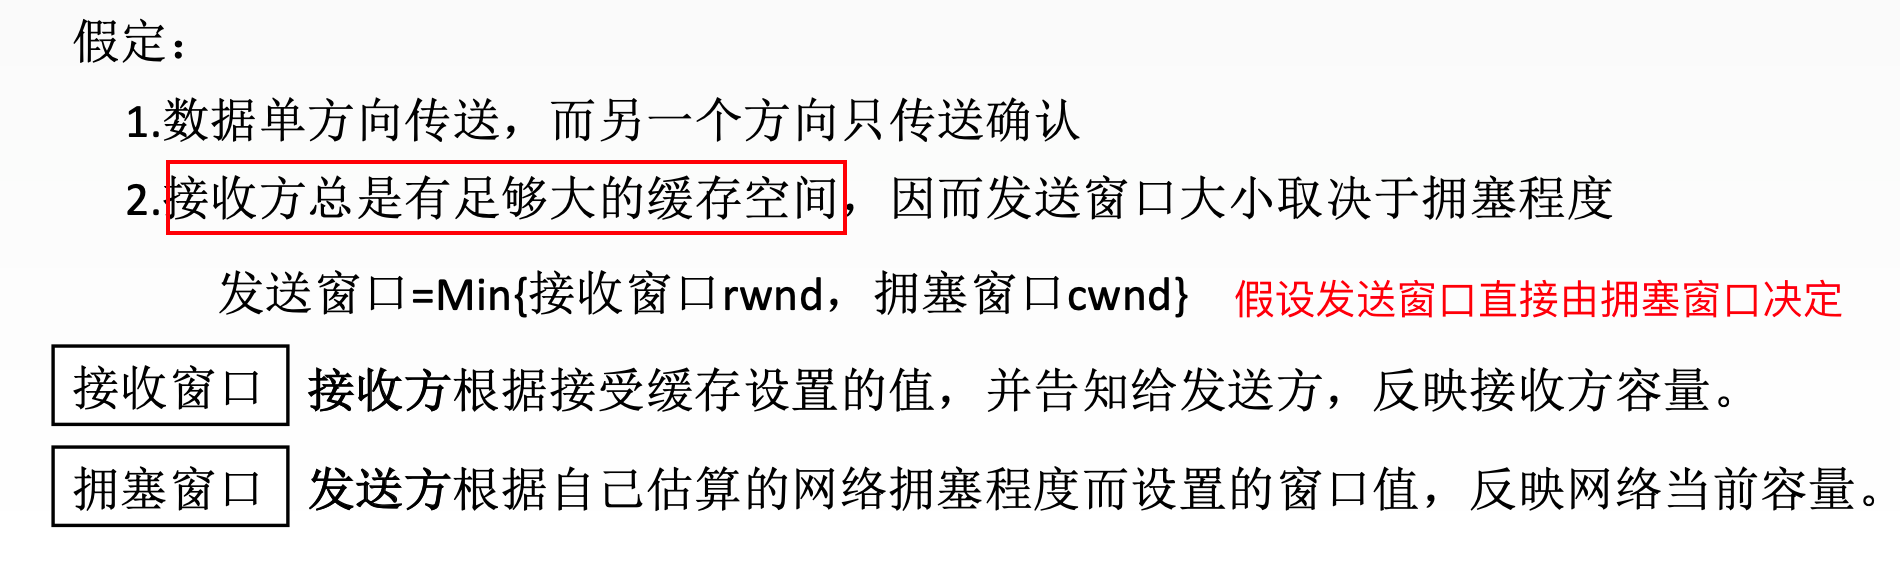 假定：
1.数据单方向传送，而另一个方向只传送确认
2.接收方总是有足够大的缓存空间，因而发送窗口大小取决于拥塞程度
发送窗口=Min{接收窗口rwnd，拥塞窗口cwnd} 假设发送窗口直接由拥塞窗口决定
接收窗口 接收方根据接受缓存设置的值，并告知给发送方，反映接收方容量。
拥塞窗口 发送方根据自己估算的网络拥塞程度而设置的窗口值，反映网络当前容量。